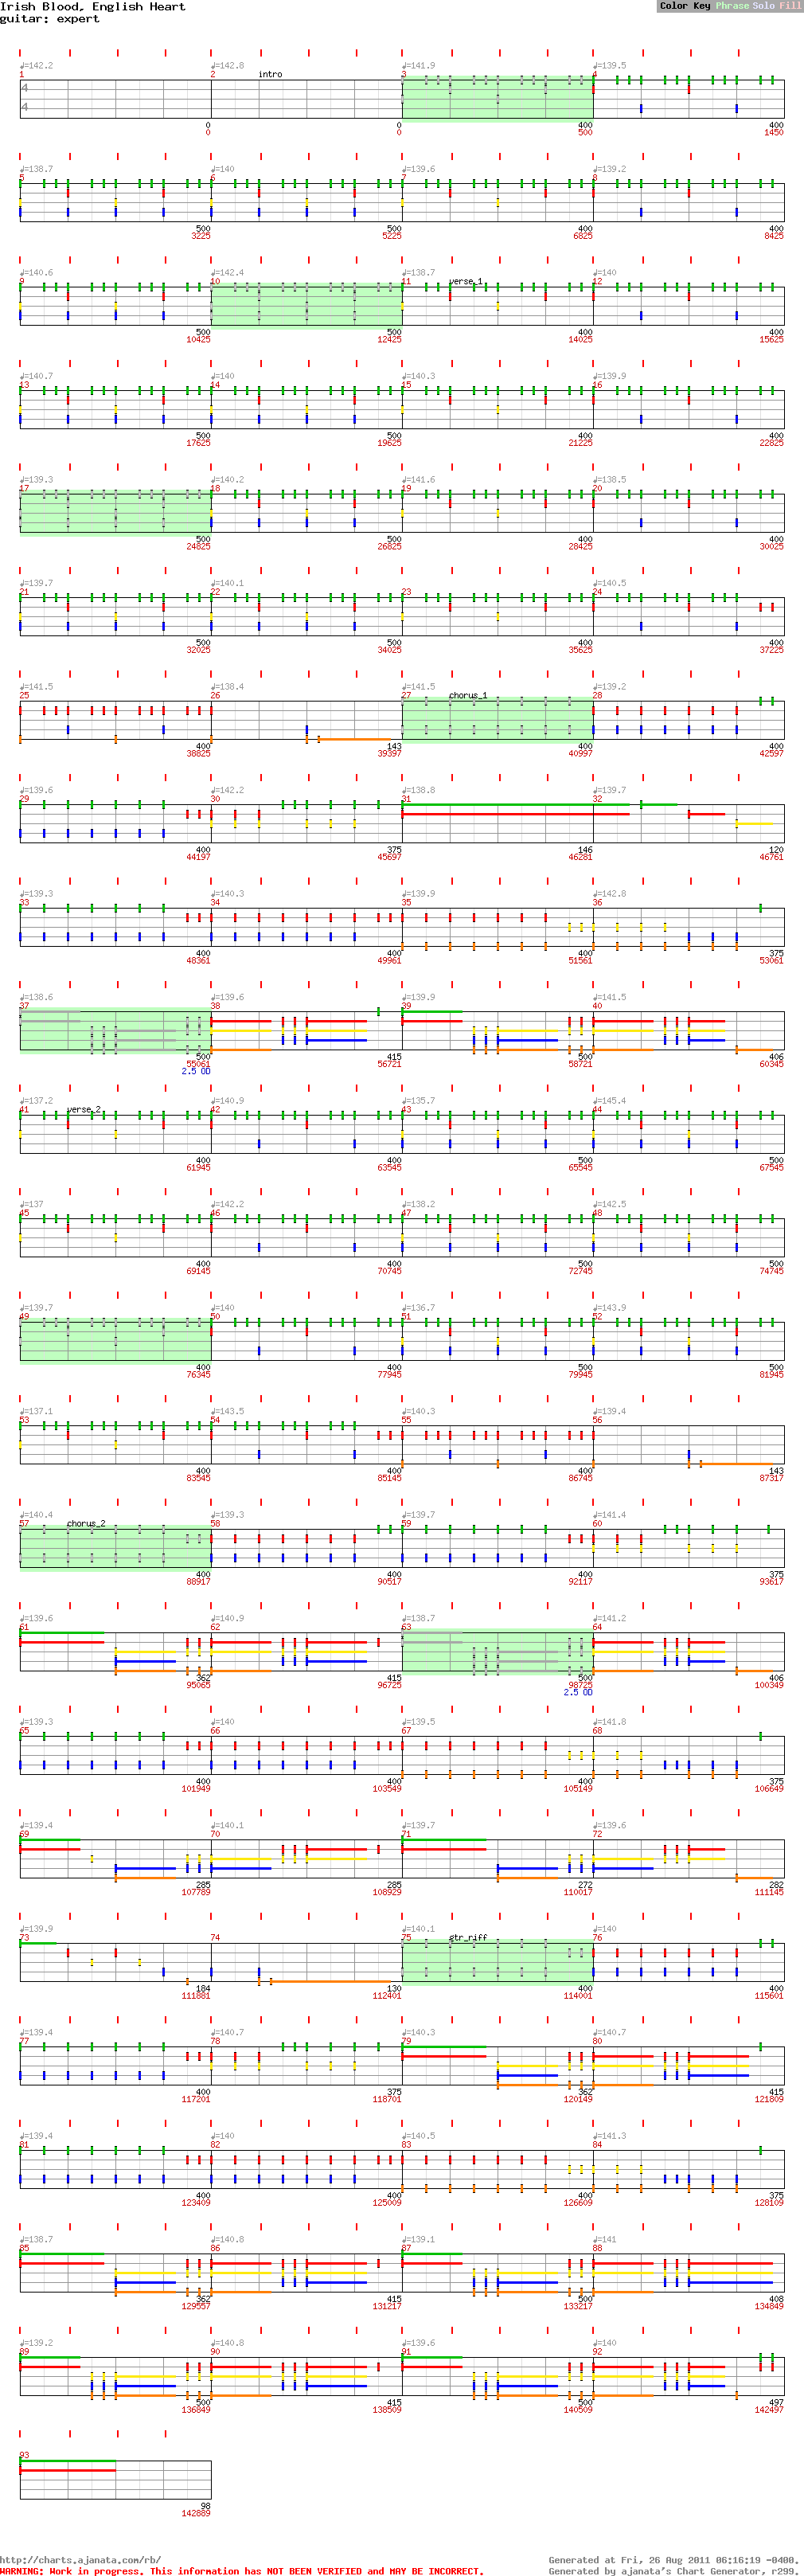 Irish Blood, English Heart
Color Key Phrase Solo Fill
guitar: expert
♩=142.2 ♩=142.8 ♩=141.9 ♩=139.5
1 2 intro 3 4
4
4
0 0 400 400
0 0 500 1450
♩=138.7 ♩=140 ♩=139.6 ♩=139.2
5 6 7 8
500 500 400 400
3225 5225 6825 8425
♩=140.6 ♩=142.4 ♩=138.7 ♩=140
9 10 11 verse_1 12
500 500 400 400
10425 12425 14025 15625
♩=140.7 ♩=140 ♩=140.3 ♩=139.9
13 14 15 16
500 500 400 400
17625 19625 21225 22825
♩=139.3 ♩=140.2 ♩=141.6 ♩=138.5
17 18 19 20
500 500 400 400
24825 26825 28425 30025
♩=139.7 ♩=140.1 ♩=140.5
21 22 23 24
500 500 400 400
32025 34025 35625 37225
♩=141.5 ♩=138.4 ♩=141.5 ♩=139.2
25 26 27 chorus_1 28
400 143 400 400
38825 39397 40997 42597
♩=139.6 ♩=142.2 ♩=138.8 ♩=139.7
29 30 31 32
400 375 146 120
44197 45697 46281 46761
♩=139.3 ♩=140.3 ♩=139.9 ♩=142.8
33 34 35 36
400 400 400 375
48361 49961 51561 53061
♩=138.6 ♩=139.6 ♩=139.9 ♩=141.5
37 38 39 40
500 415 500 406
55061 56721 58721 60345
2.5 OD
♩=137.2 ♩=140.9 ♩=135.7 ♩=145.4
41 verse_2 42 43 44
400 400 500 500
61945 63545 65545 67545
♩=137 ♩=142.2 ♩=138.2 ♩=142.5
45 46 47 48
400 400 500 500
69145 70745 72745 74745
♩=139.7 ♩=140 ♩=136.7 ♩=143.9
49 50 51 52
400 400 500 500
76345 77945 79945 81945
♩=137.1 ♩=143.5 ♩=140.3 ♩=139.4
53 54 55 56
400 400 400 143
83545 85145 86745 87317
♩=140.4 ♩=139.3 ♩=139.7 ♩=141.4
57 chorus_2 58 59 60
400 400 400 375
88917 90517 92117 93617
♩=139.6 ♩=140.9 ♩=138.7 ♩=141.2
61 62 63 64
362 415 500 406
95065 96725 98725 100349
2.5 OD
♩=139.3 ♩=140 ♩=139.5 ♩=141.8
65 66 67 68
400 400 400 375
101949 103549 105149 106649
♩=139.4 ♩=140.1 ♩=139.7 ♩=139.6
69 70 71 72
285 285 272 282
107789 108929 110017 111145
♩=139.9 ♩=140.1 ♩=140
73 74 75 gtr_riff 76
184 130 400 400
111881 112401 114001 115601
♩=139.4 ♩=140.7 ♩=140.3 ♩=140.7
77 78 79 80
400 375 362 415
117201 118701 120149 121809
♩=139.4 ♩=140 ♩=140.5 ♩=141.3
81 82 83 84
400 400 400 375
123409 125009 126609 128109
♩=138.7 ♩=140.8 ♩=139.1 ♩=141
85 86 87 88
362 415 500 408
129557 131217 133217 134849
♩=139.2 ♩=140.8 ♩=139.6 ♩=140
89 90 91 92
500 415 500 497
136849 138509 140509 142497
93
98
142889
http://charts.ajanata.com/rb/
Generated at Fri, 26 Aug 2011 06:16:19 -0400.
WARNING: Work in progress. This information has NOT BEEN VERIFIED and MAY BE INCORRECT.
Generated by ajanata's Chart Generator, r299.